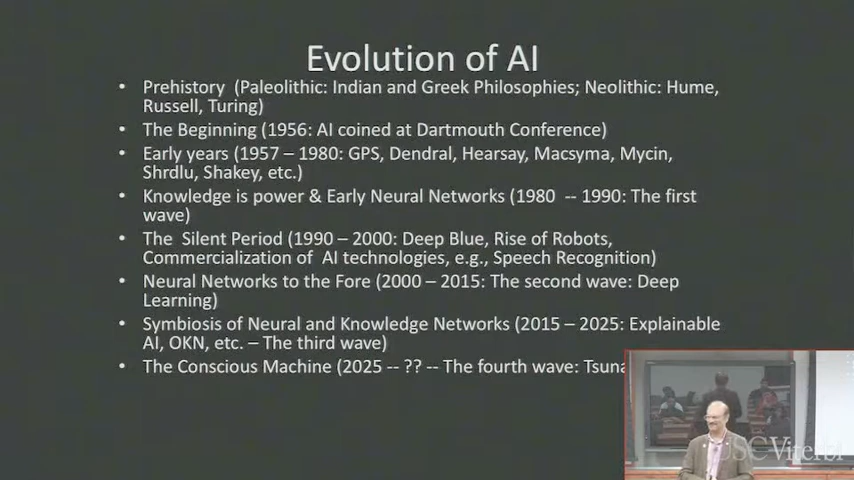 Evolution of AI
• Prehistory (Paleolithic: Indian and Greek Philosophies; Neolithic: Hume,
Russell, Turing)
• The Beginning (1956: AI coined at Dartmouth Conference)
• Early years (1957 – 1980: GPS, Dendral, Hearsay, Macsyma, Mycin,
Shrdlu, Shakey, etc.)
• Knowledge is power & Early Neural Networks (1980 -- 1990: The first
wave)
• The Silent Period (1990 – 2000: Deep Blue, Rise of Robots,
Commercialization of AI technologies, e.g., Speech Recognition)
• Neural Networks to the Fore (2000 – 2015: The second wave: Deep
Learning)
• Symbiosis of Neural and Knowledge Networks (2015 – 2025: Explainable
AI, OKN, etc. – The third wave)
• The Conscious Machine (2025 -- ?? -- The fourth wave: Tsuna
USC Viterbi